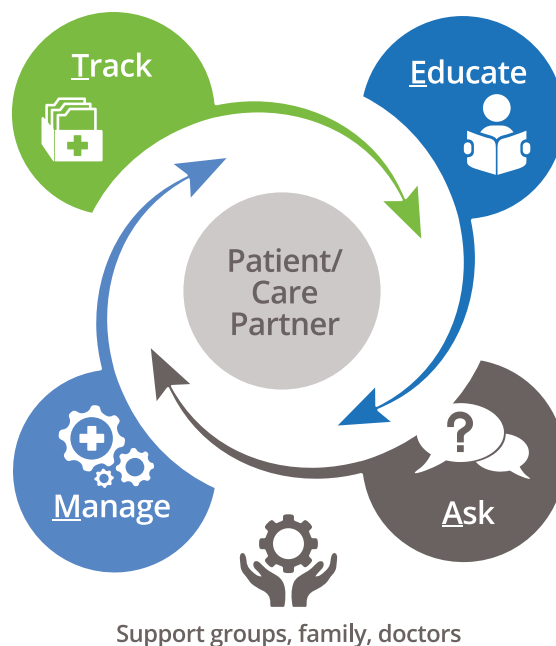 Track
Educate
Patient/
Care
Partner
?
Manage
Ask
Support groups, family, doctors